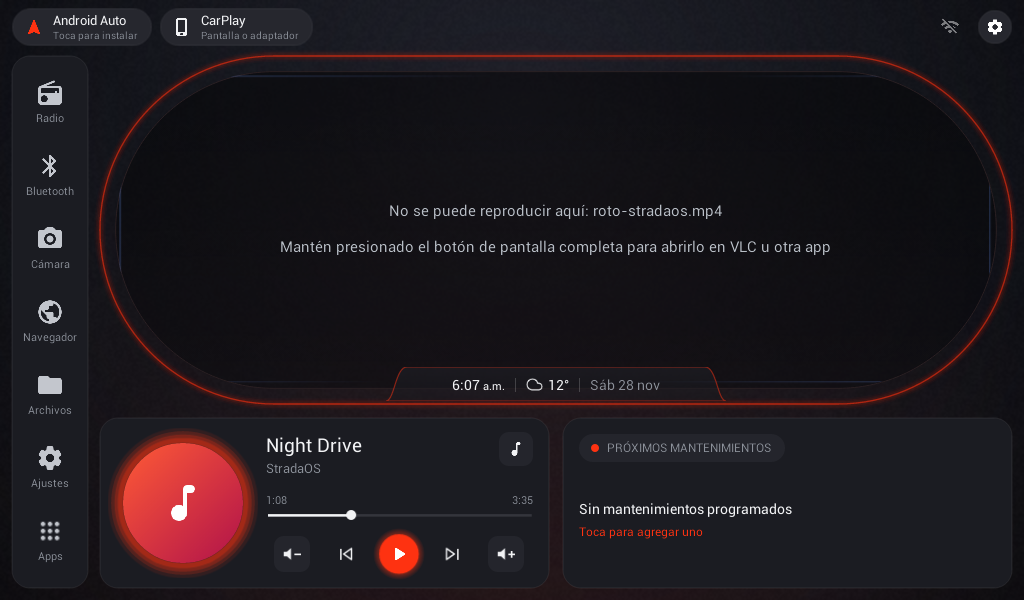 Android Auto
Toca para instalar
CarPlay
Pantalla o adaptador
Radio
Bluetooth
Cámara
Navegador
Archivos
Ajustes
Apps
No se puede reproducir aquí: roto-stradaos.mp4
Mantén presionado el botón de pantalla completa para abrirlo en VLC u otra app
6:07 a.m. 12° Sáb 28 nov
Night Drive
StradaOS
1:08 3:35
PRÓXIMOS MANTENIMIENTOS
Sin mantenimientos programados
Toca para agregar uno